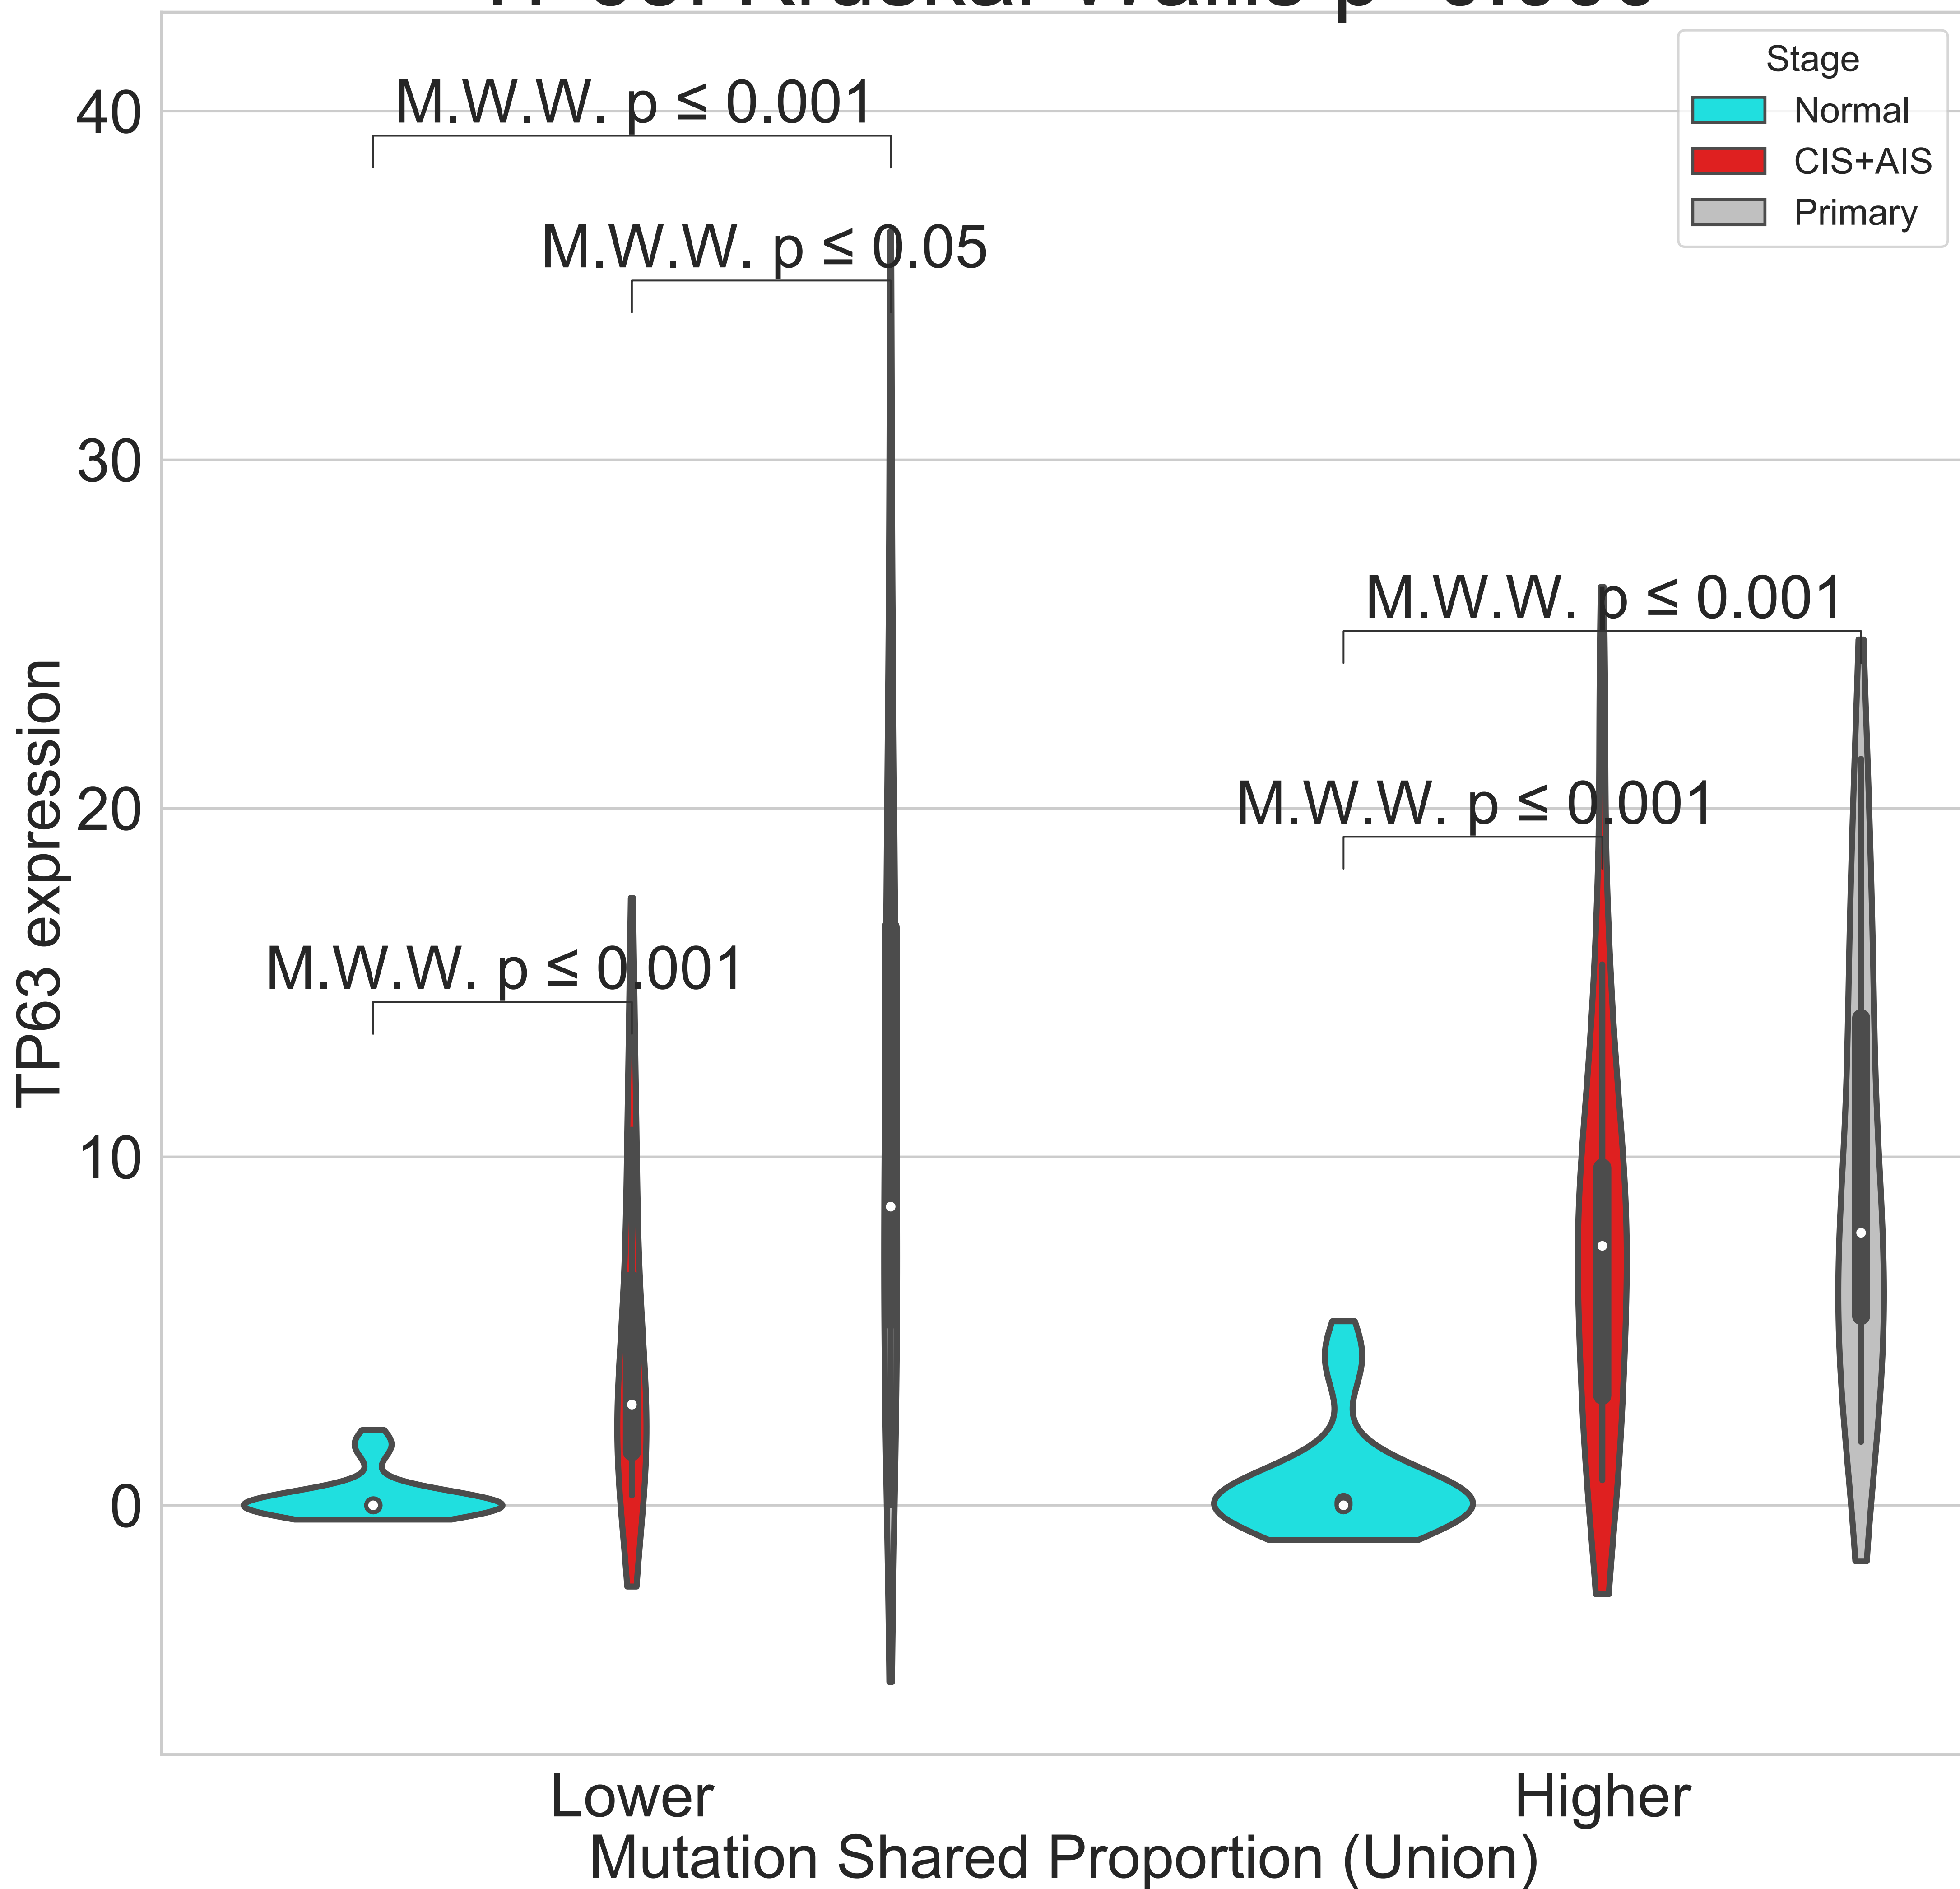 Stage
Normal
CIS+AIS
Primary
M.W.W. p ≤ 0.001
M.W.W. p ≤ 0.05
M.W.W. p ≤ 0.001
M.W.W. p ≤ 0.001
M.W.W. p ≤ 0.001
40
30
20
10
0
TP63 expression
Lower
Higher
Mutation Shared Proportion (Union)